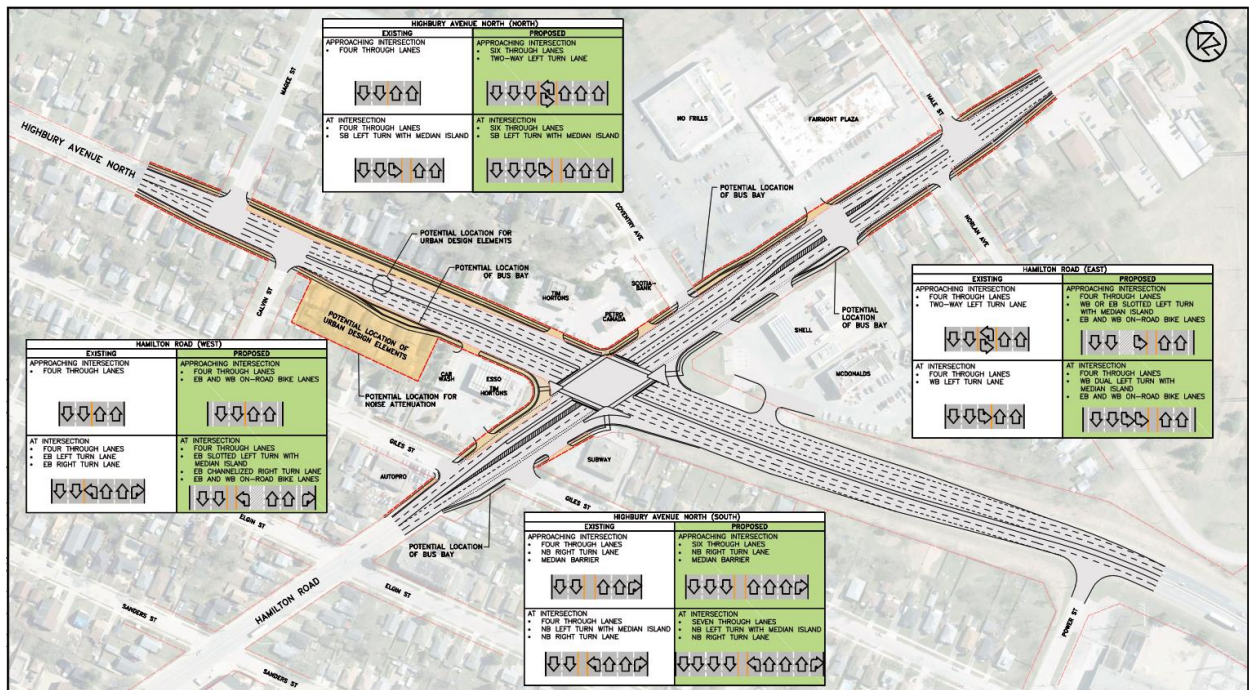 HIGHBURY AVENUE NORTH (NORTH)
EXISTING
PROPOSED
APPROACHING INTERSECTION
• FOUR THROUGH LANES
APPROACHING INTERSECTION
• SIX THROUGH LANES
• TWO-WAY LEFT TURN LANE
AT INTERSECTION
• FOUR THROUGH LANES
• SB LEFT TURN WITH MEDIAN ISLAND
AT INTERSECTION
• SIX THROUGH LANES
• SB LEFT TURN WITH MEDIAN ISLAND
MAGEE ST
HIGHBURY AVENUE NORTH
CALVIN ST
POTENTIAL LOCATION FOR
URBAN DESIGN ELEMENTS
POTENTIAL LOCATION
OF BUS BAY
POTENTIAL LOCATION OF
URBAN DESIGN ELEMENTS
POTENTIAL LOCATION FOR
NOISE ATTENUATION
NO FRILLS
FAIRMONT PLAZA
HALE ST
NORLAN AVE
COVENTRY AVE
POTENTIAL LOCATION
OF BUS BAY
SCOTIA-
BANK
TIM
HORTONS
PETRO
CANADA
POTENTIAL
LOCATION
OF BUS BAY
SHELL
MCDONALDS
CAR
WASH
ESSO
TIM
HORTONS
HAMILTON ROAD (EAST)
EXISTING
PROPOSED
APPROACHING INTERSECTION
• FOUR THROUGH LANES
• TWO-WAY LEFT TURN LANE
APPROACHING INTERSECTION
• FOUR THROUGH LANES
• WB OR EB SLOTTED LEFT TURN
WITH MEDIAN ISLAND
• EB AND WB ON-ROAD BIKE LANES
AT INTERSECTION
• FOUR THROUGH LANES
• WB LEFT TURN LANE
AT INTERSECTION
• FOUR THROUGH LANES
• WB DUAL LEFT TURN WITH
MEDIAN ISLAND
• EB AND WB ON-ROAD BIKE LANES
HAMILTON ROAD (WEST)
EXISTING
PROPOSED
APPROACHING INTERSECTION
• FOUR THROUGH LANES
APPROACHING INTERSECTION
• FOUR THROUGH LANES
• EB AND WB ON-ROAD BIKE LANES
AT INTERSECTION
• FOUR THROUGH LANES
• EB LEFT TURN LANE
• EB RIGHT TURN LANE
AT INTERSECTION
• FOUR THROUGH LANES
• EB SLOTTED LEFT TURN WITH
MEDIAN ISLAND
• EB CHANNELIZED RIGHT TURN LANE
• EB AND WB ON-ROAD BIKE LANES
GILES ST
AUTOPRO
SUBWAY
GILES ST
ELGIN ST
POTENTIAL LOCATION
OF BUS BAY
ELGIN ST
HAMILTON ROAD
SANDERS ST
SANDERS ST
POWER ST
HIGHBURY AVENUE NORTH (SOUTH)
EXISTING
PROPOSED
APPROACHING INTERSECTION
• FOUR THROUGH LANES
• NB RIGHT TURN LANE
• MEDIAN BARRIER
APPROACHING INTERSECTION
• SIX THROUGH LANES
• NB RIGHT TURN LANE
• MEDIAN BARRIER
AT INTERSECTION
• FOUR THROUGH LANES
• NB LEFT TURN WITH MEDIAN ISLAND
• NB RIGHT TURN LANE
AT INTERSECTION
• SEVEN THROUGH LANES
• NB LEFT TURN WITH MEDIAN ISLAND
• NB RIGHT TURN LANE